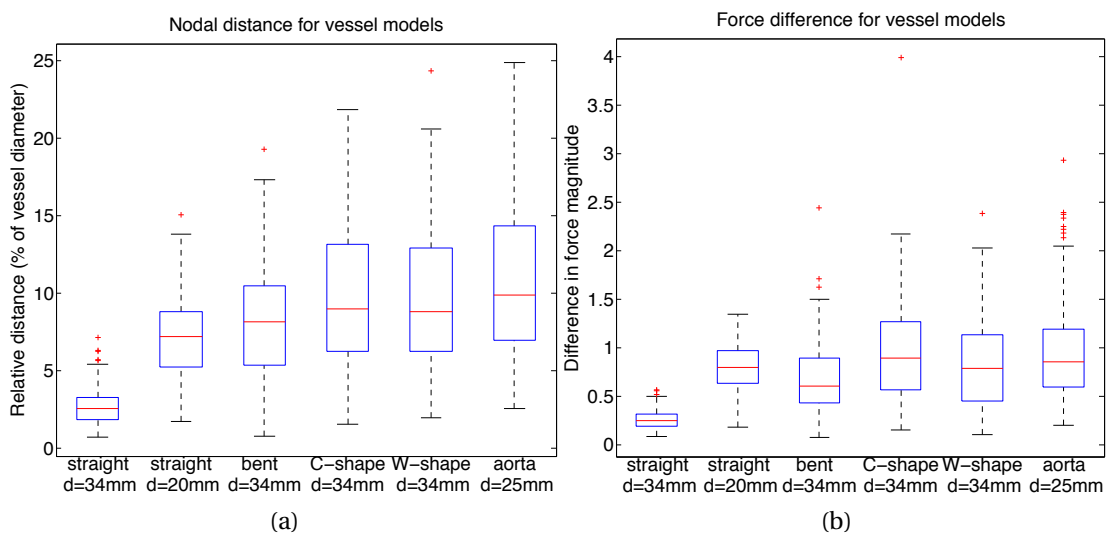 Nodal distance for vessel models
Relative distance (% of vessel diameter)
25
20
15
10
5
0
straight straight bent C−shape W−shape aorta
d=34mm d=20mm d=34mm d=34mm d=34mm d=25mm
(a)
Force difference for vessel models
Difference in force magnitude
4
3.5
3
2.5
2
1.5
1
0.5
0
straight straight bent C−shape W−shape aorta
d=34mm d=20mm d=34mm d=34mm d=34mm d=25mm
(b)